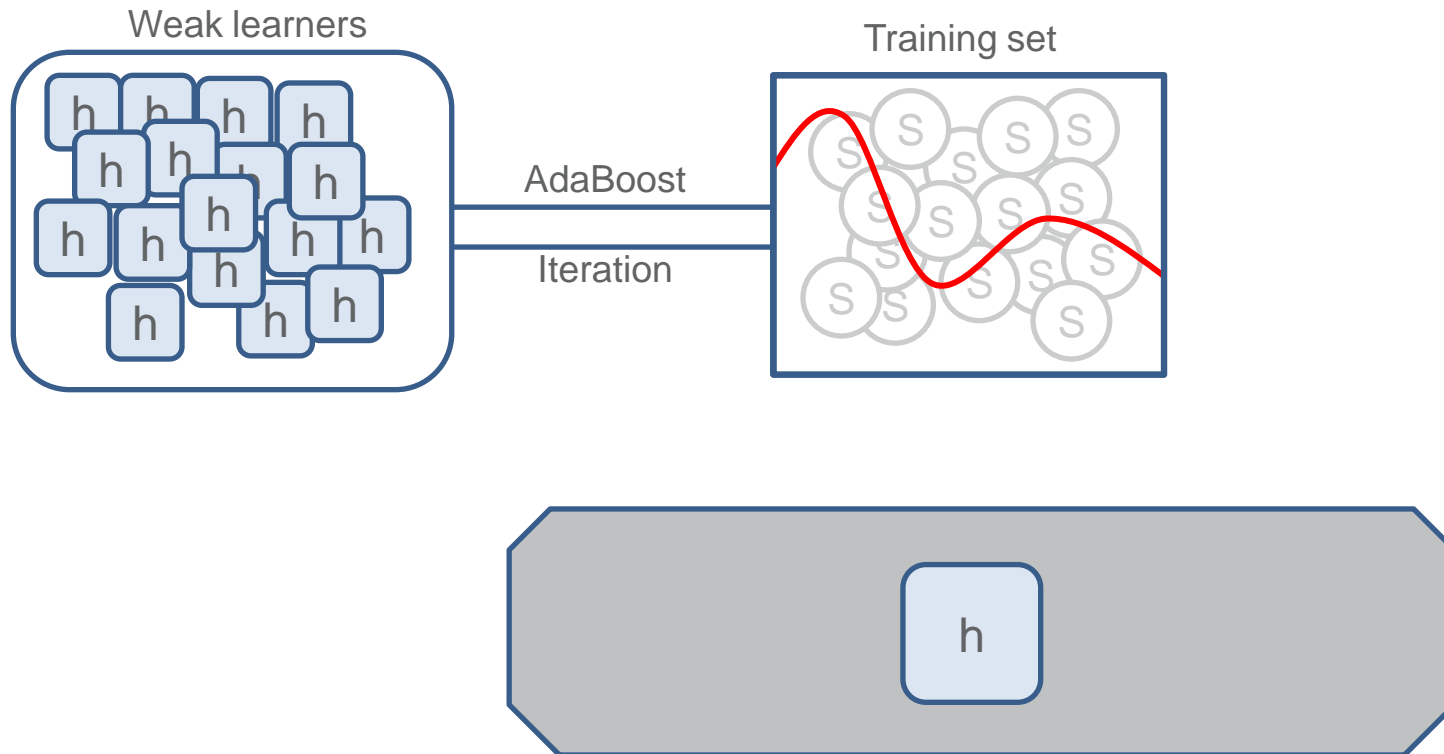 Weak learners
Training set
h h h h
h h h h
h h h h h
h h
h h h
AdaBoost
Iteration
S S S S S
S S S S
S S S S
S S S
h